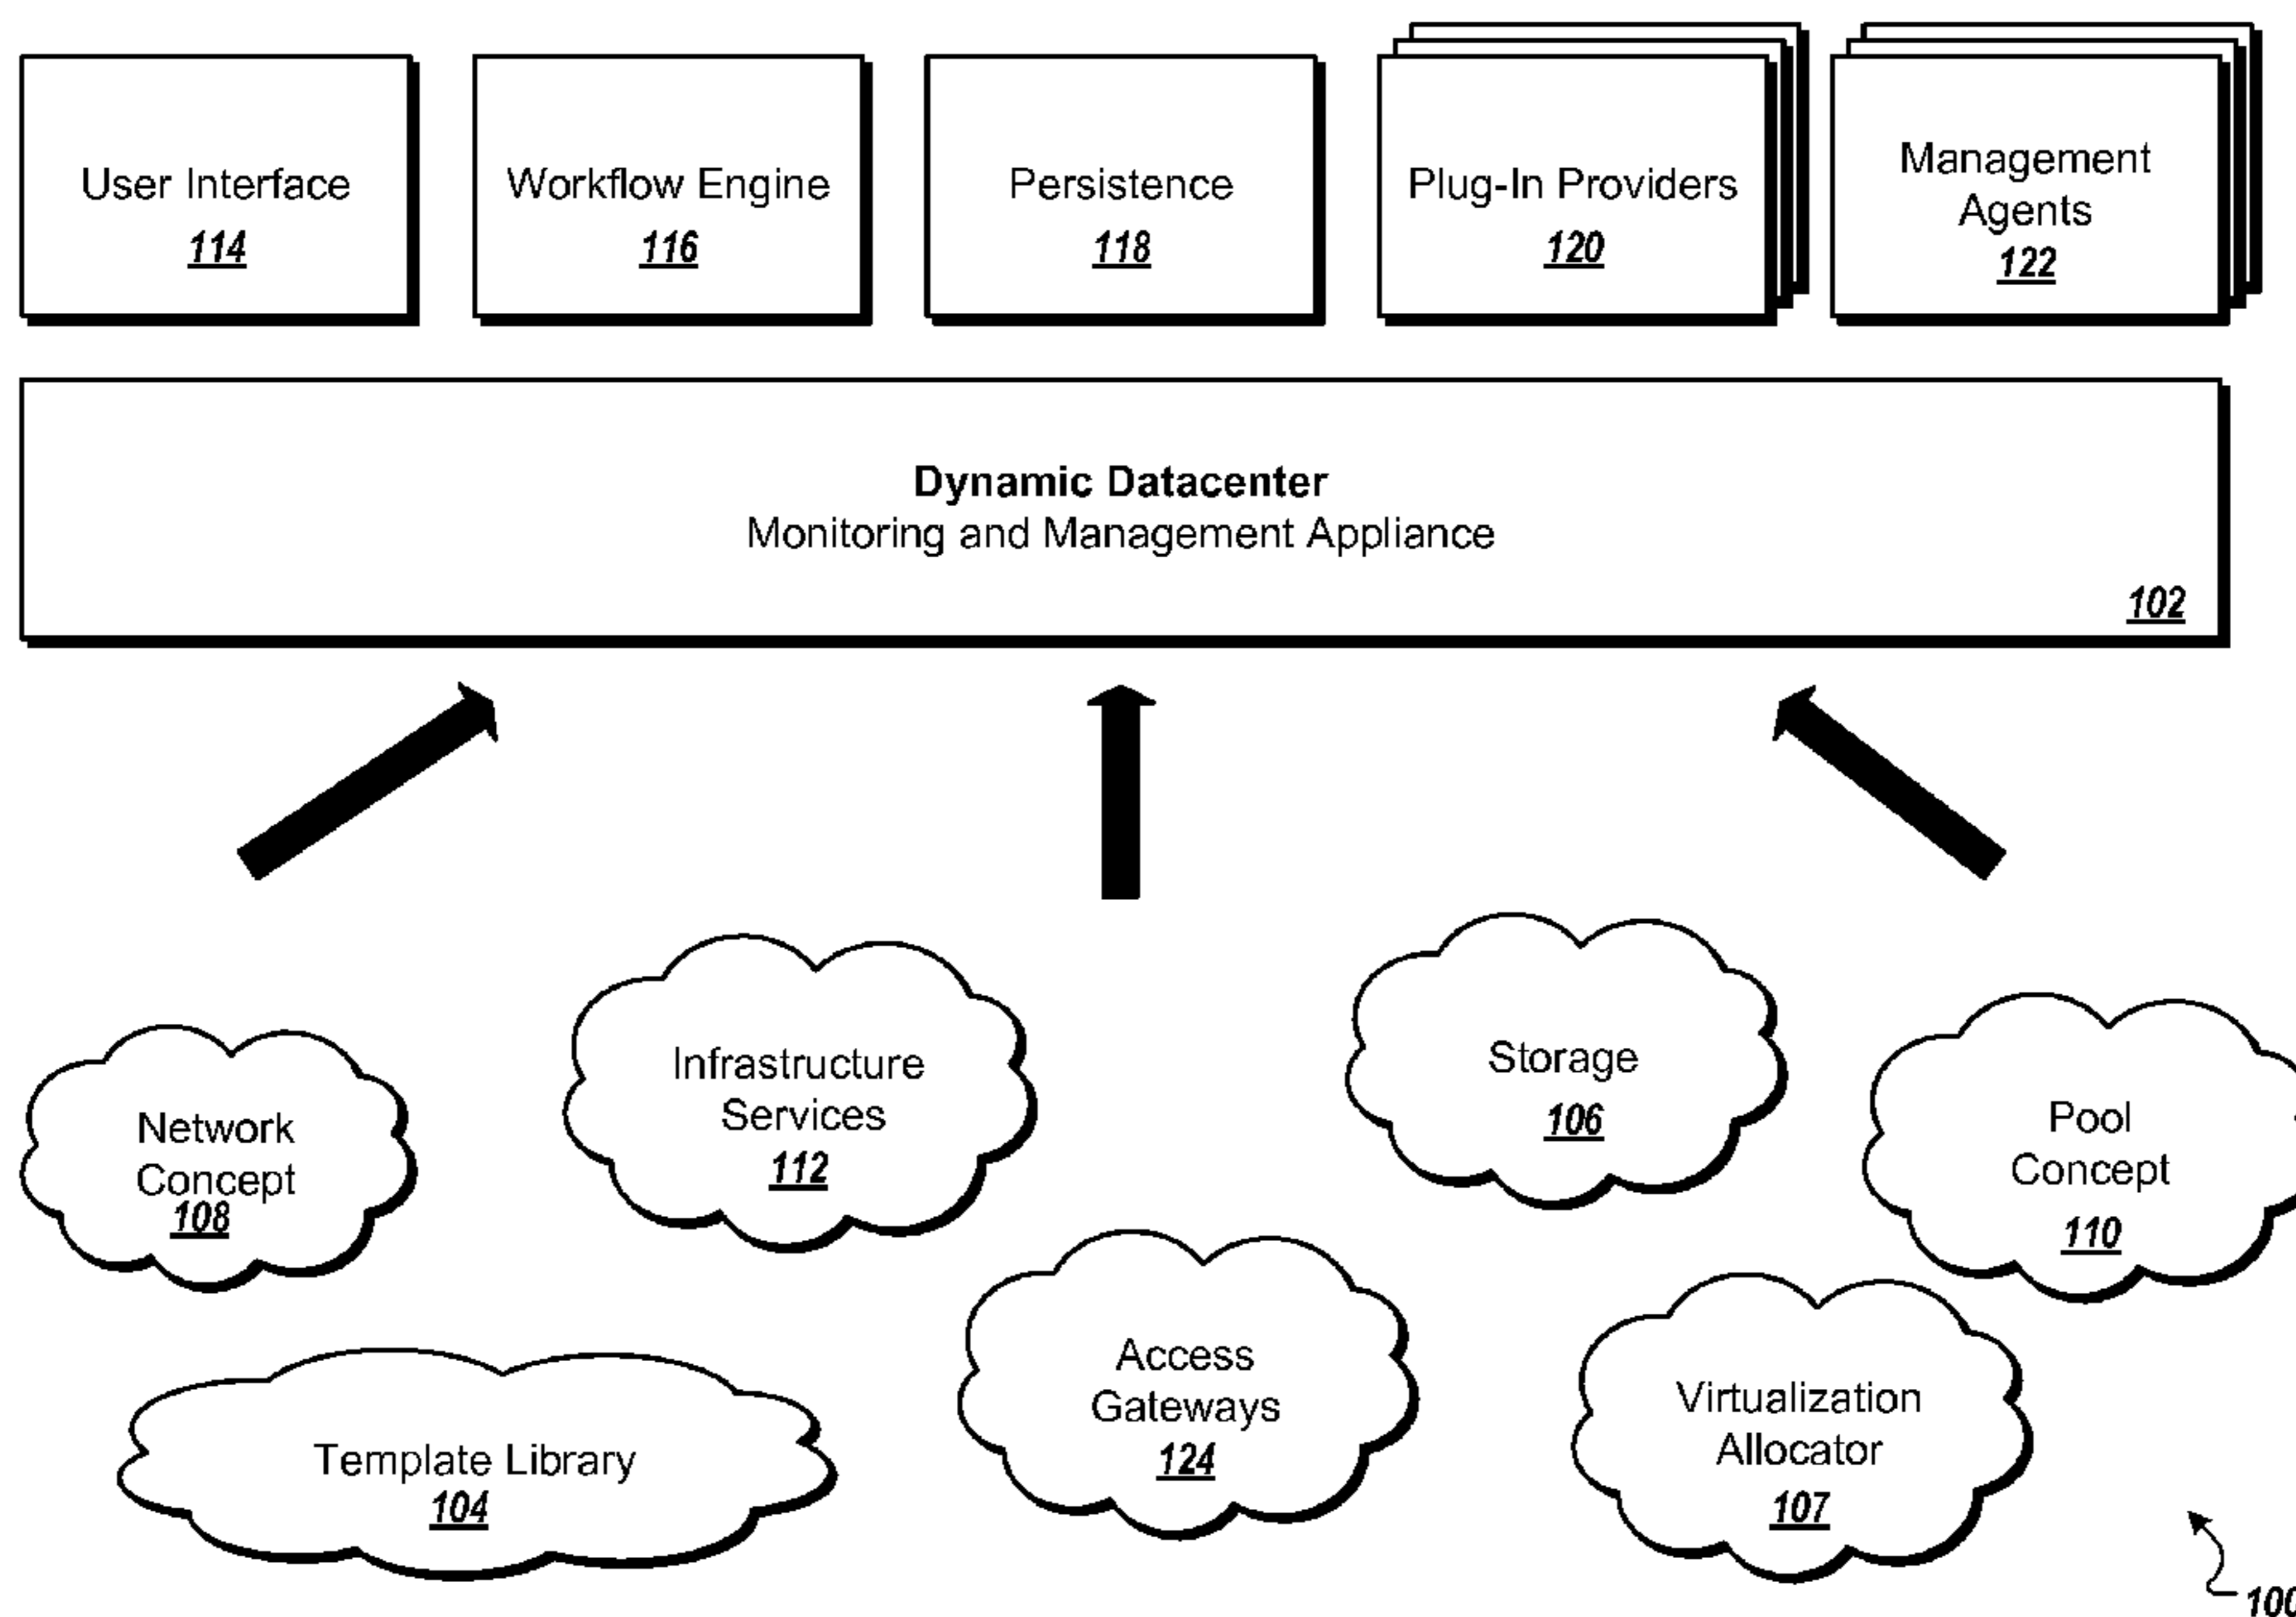 User Interface
114
Workflow Engine
116
Persistence
118
Plug-In Providers
120
Management
Agents
122
Dynamic Datacenter
Monitoring and Management Appliance
102
Network
Concept
108
Infrastructure
Services
112
Storage
106
Pool
Concept
110
Template Library
104
Access
Gateways
124
Virtualization
Allocator
107
100